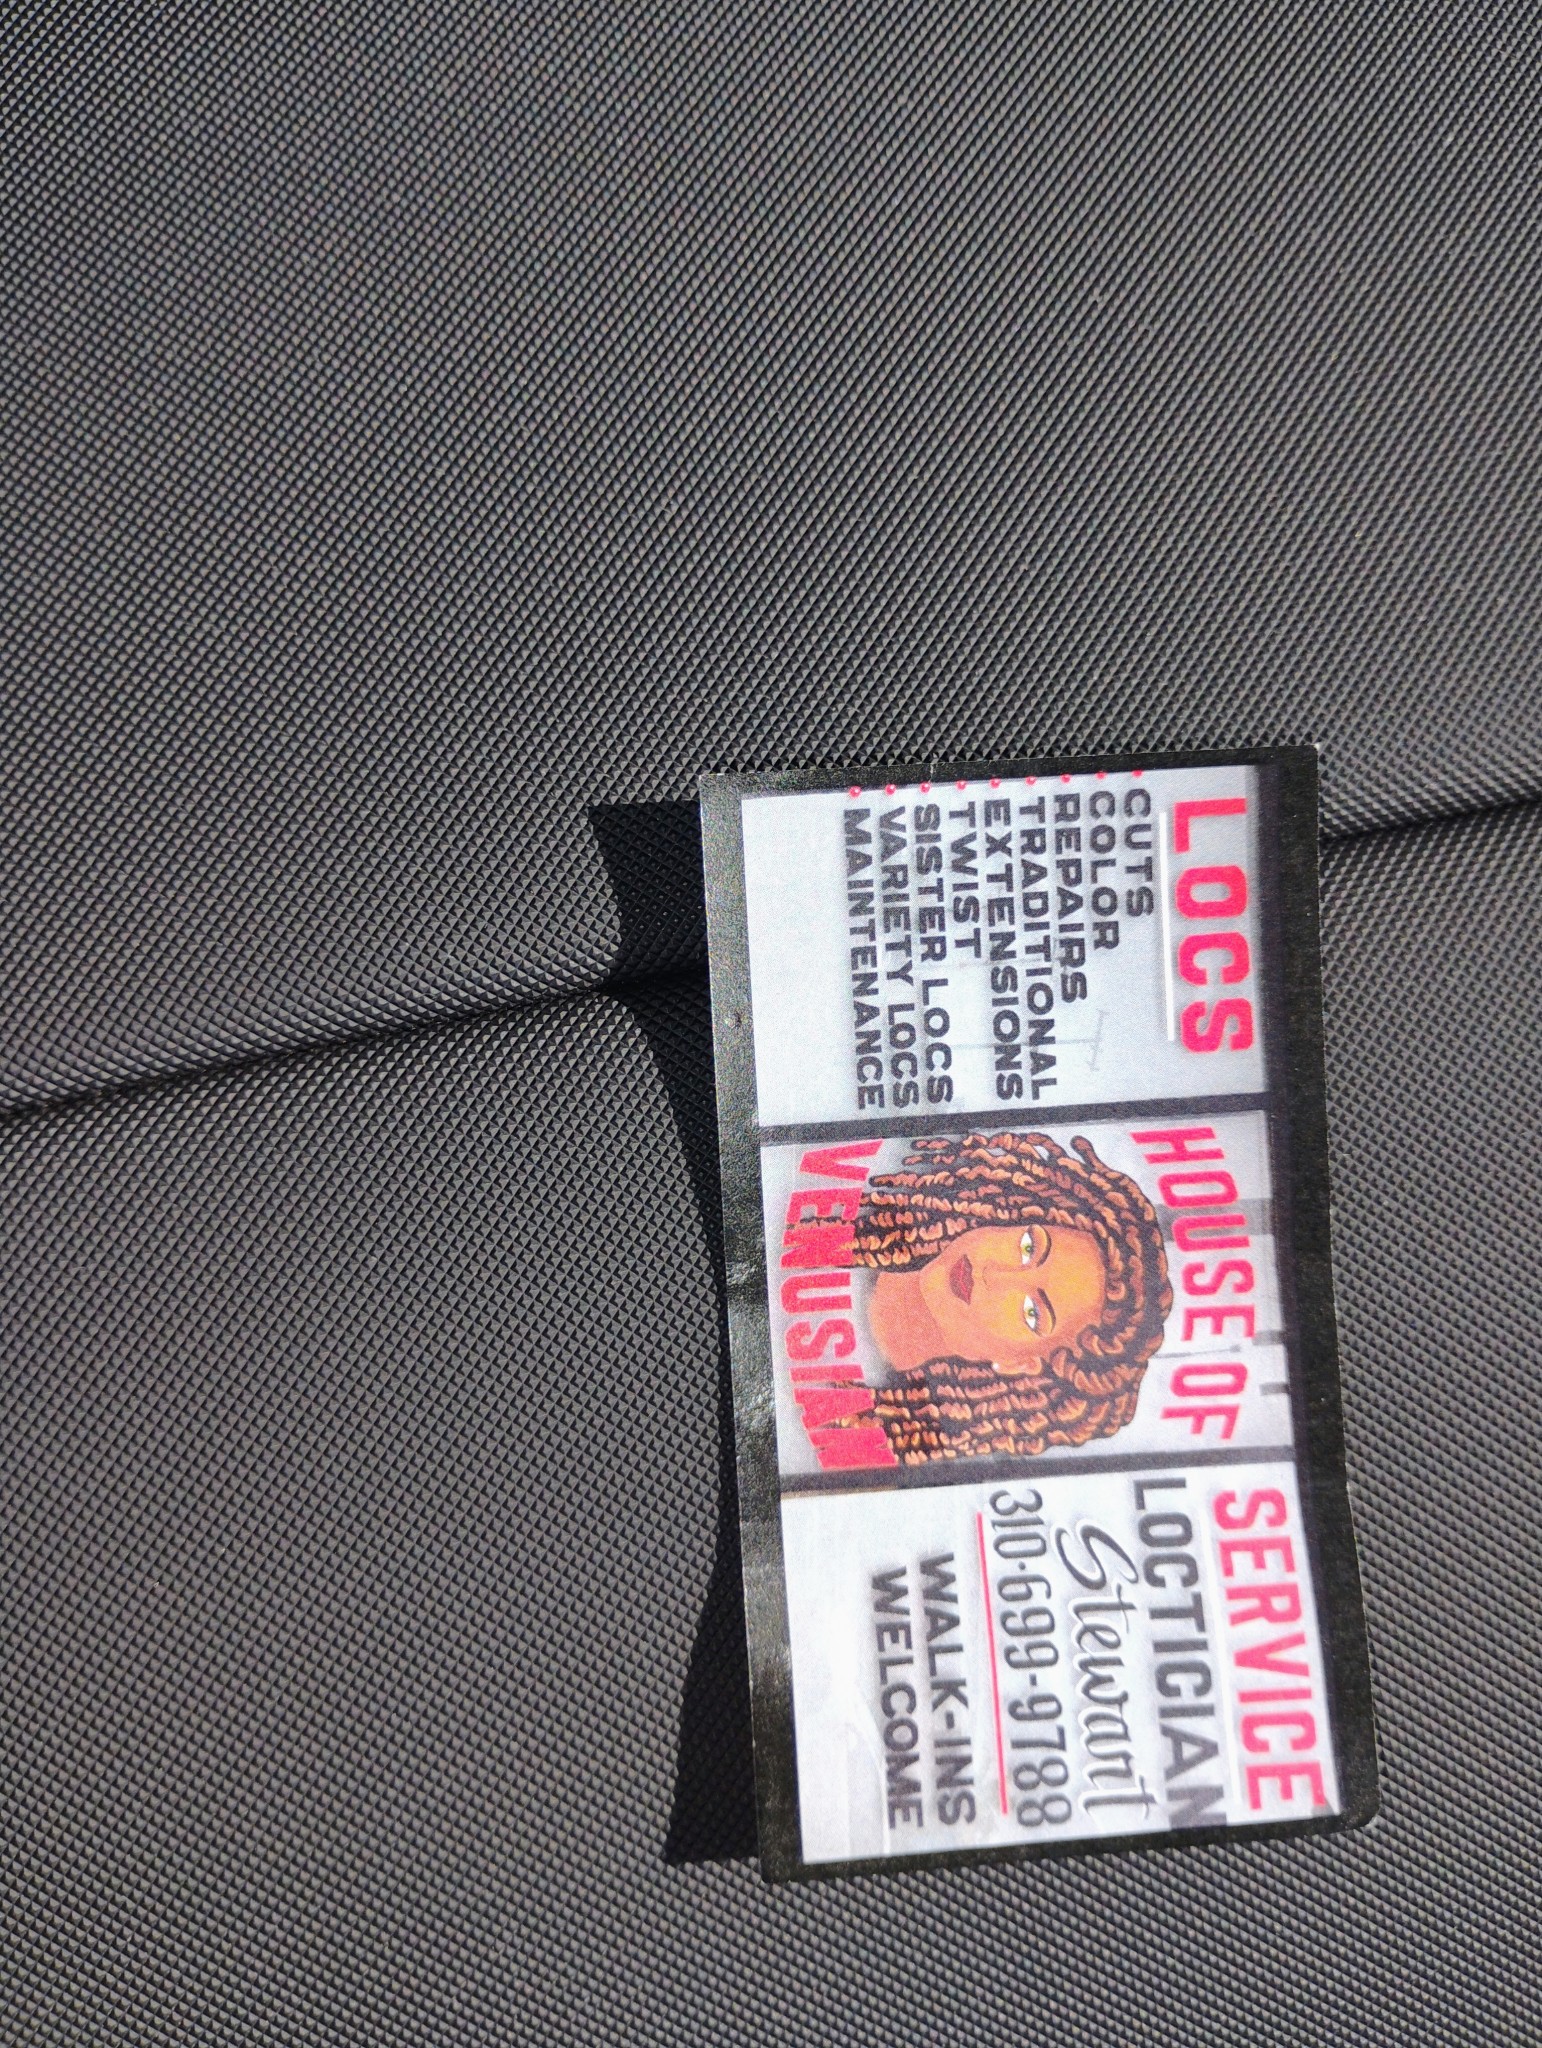 LOCS
CUTS
COLOR
REPAIRS
TRADITIONAL
EXTENSIONS
TWIST
SISTER LOCS
VARIETY LOCS
MAINTENANCE
HOUSE OF
VENUSIAN
SERVICE
LOCTICIAN
Stewart
310-699-9788
WALK-INS
WELCOME